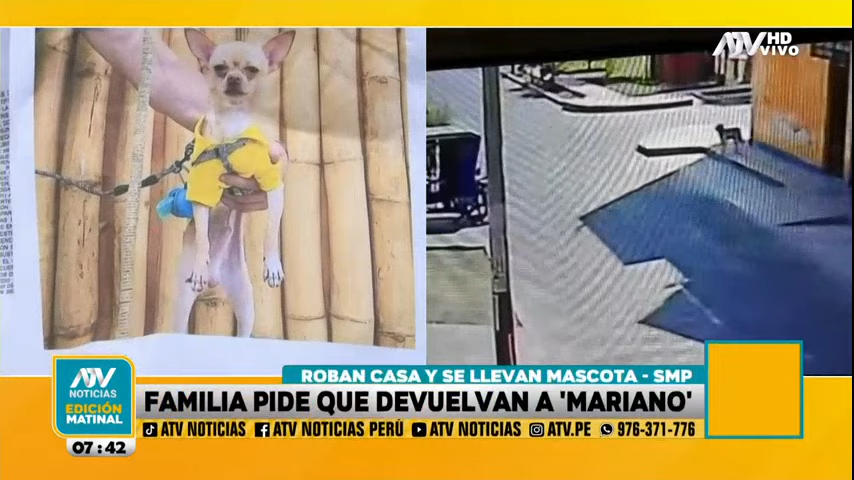 ATV HD
VIVO
ATV
NOTICIAS
EDICIÓN
MATINAL
07:42
ROBAN CASA Y SE LLEVAN MASCOTA - SMP
FAMILIA PIDE QUE DEVUELVAN A 'MARIANO'
ATV NOTICIAS ATV NOTICIAS PERÚ ATV NOTICIAS ATV.PE 976-371-776